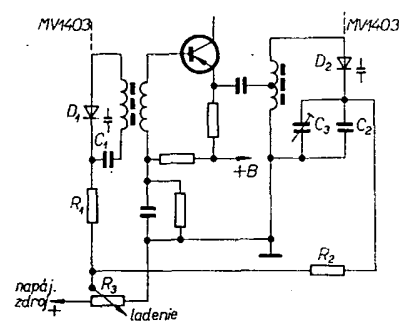 MV1403
MV1403
D1
C1
D2
C3
C2
+B
R1
R2
R3
napáj.
zdroj
+
ladenie